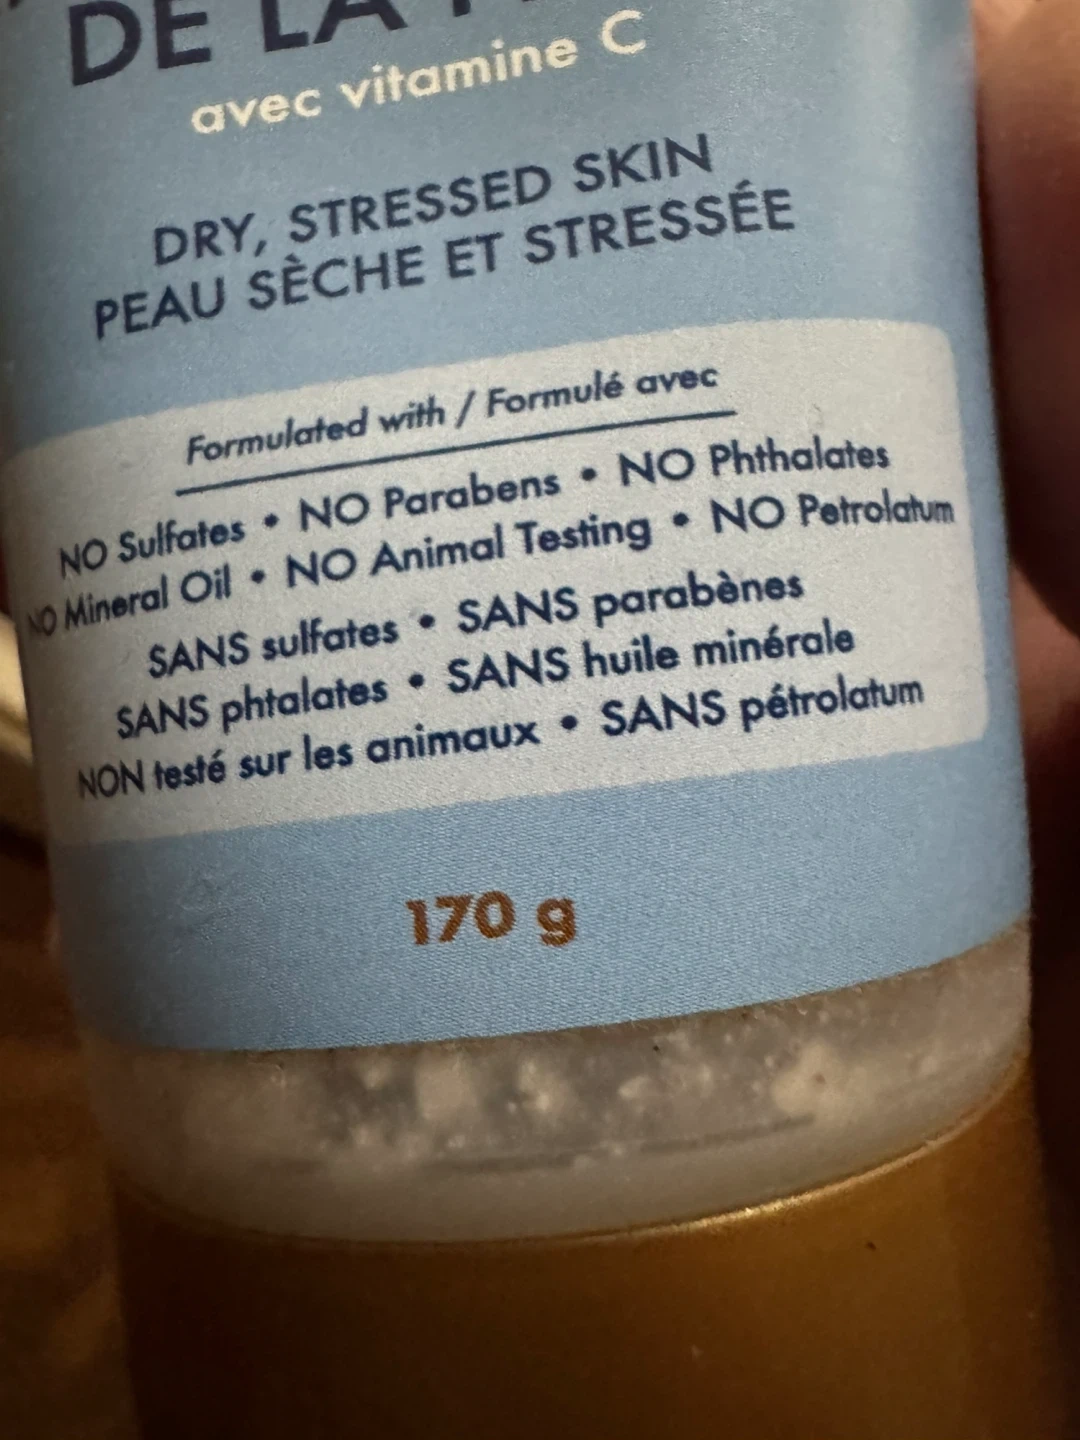 DE LA
avec vitamine C
DRY, STRESSED SKIN
PEAU SÈCHE ET STRESSÉE
Formulated with / Formulé avec
NO Sulfates • NO Parabens • NO Phthalates
NO Mineral Oil • NO Animal Testing • NO Petrolatum
SANS sulfates • SANS parabènes
SANS phtalates • SANS huile minérale
NON testé sur les animaux • SANS pétrolatum
170 g